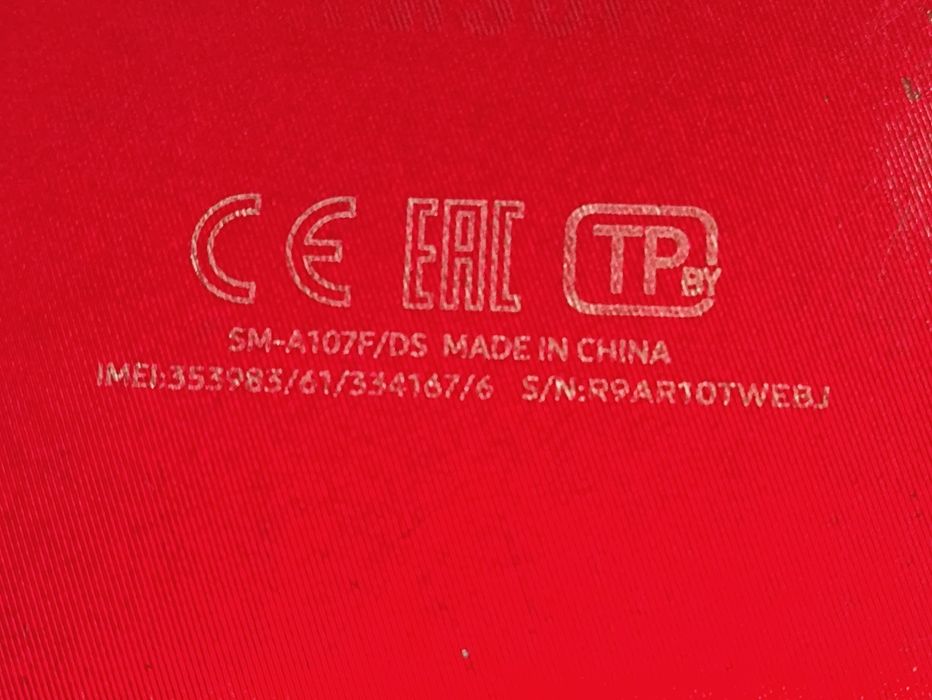 CE EAC TP BY
SM-A107F/DS MADE IN CHINA
IMEI:353983/61/334167/6 S/N:R9AR10TWEBJ